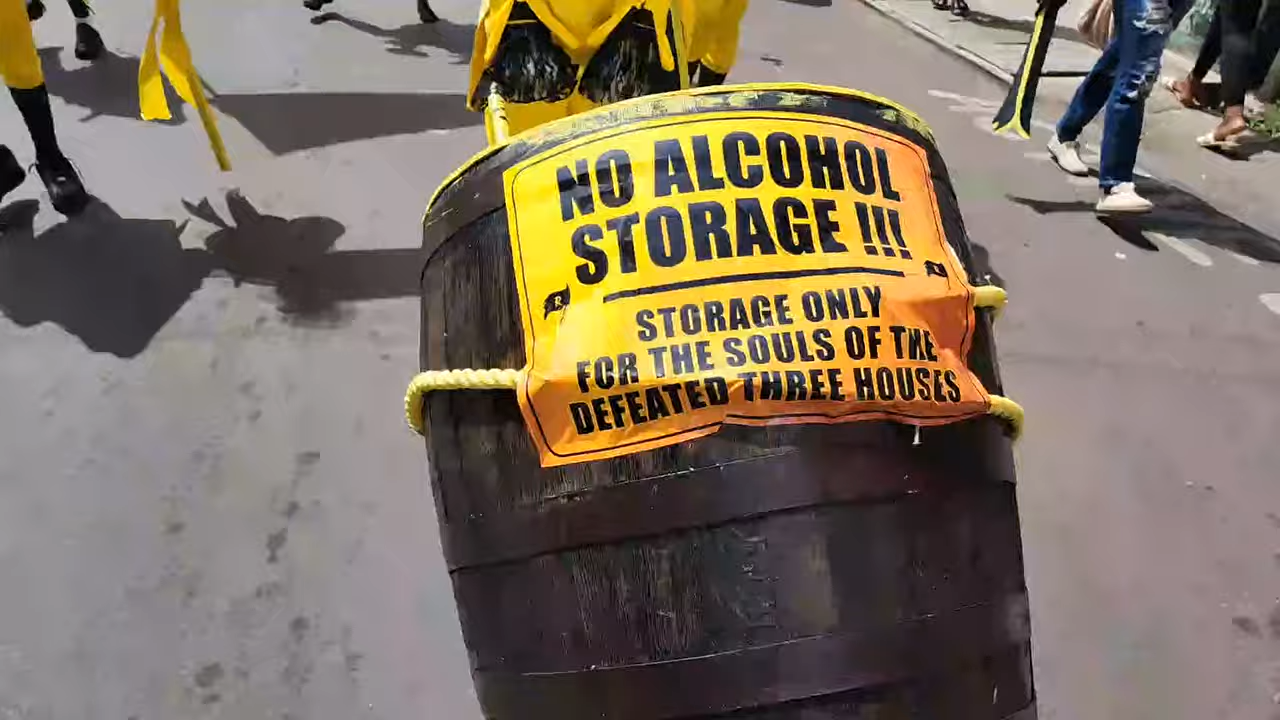 NO ALCOHOL
STORAGE !!!
STORAGE ONLY
FOR THE SOULS OF THE
DEFEATED THREE HOUSES